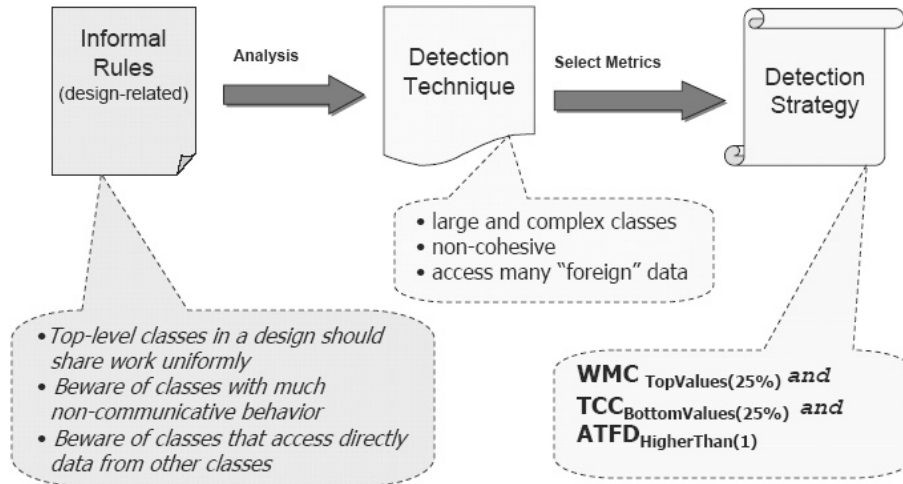 Informal
Rules
(design-related)
Analysis
Detection
Technique
Select Metrics
Detection
Strategy
• large and complex classes
• non-cohesive
• access many “foreign” data
• Top-level classes in a design should
share work uniformly
• Beware of classes with much
non-communicative behavior
• Beware of classes that access directly
data from other classes
WMC TopValues(25%) and
TCC BottomValues(25%) and
ATFD HigherThan(1)